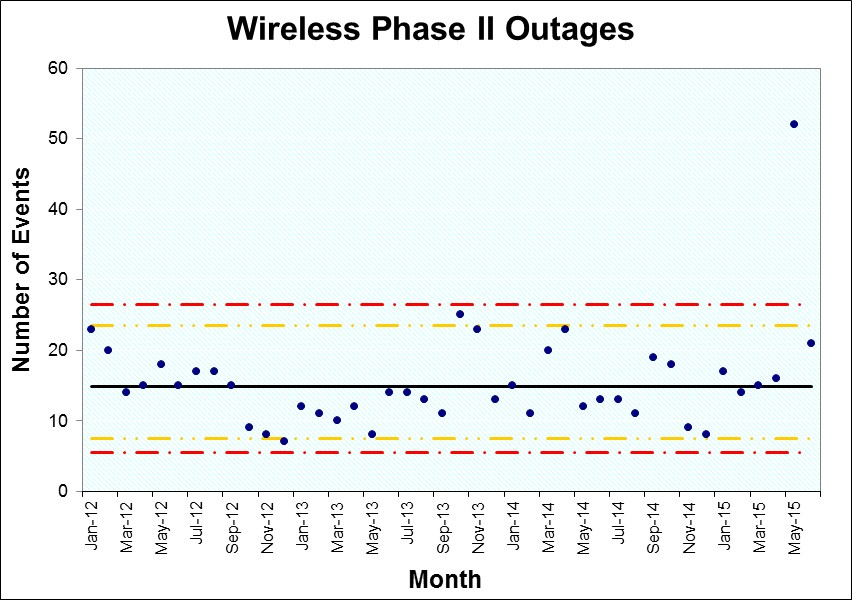 Wireless Phase II Outages
60
50
40
30
20
10
0
Number of Events
Jan-12
Mar-12
May-12
Jul-12
Sep-12
Nov-12
Jan-13
Mar-13
May-13
Jul-13
Sep-13
Nov-13
Jan-14
Mar-14
May-14
Jul-14
Sep-14
Nov-14
Jan-15
Mar-15
May-15
Month